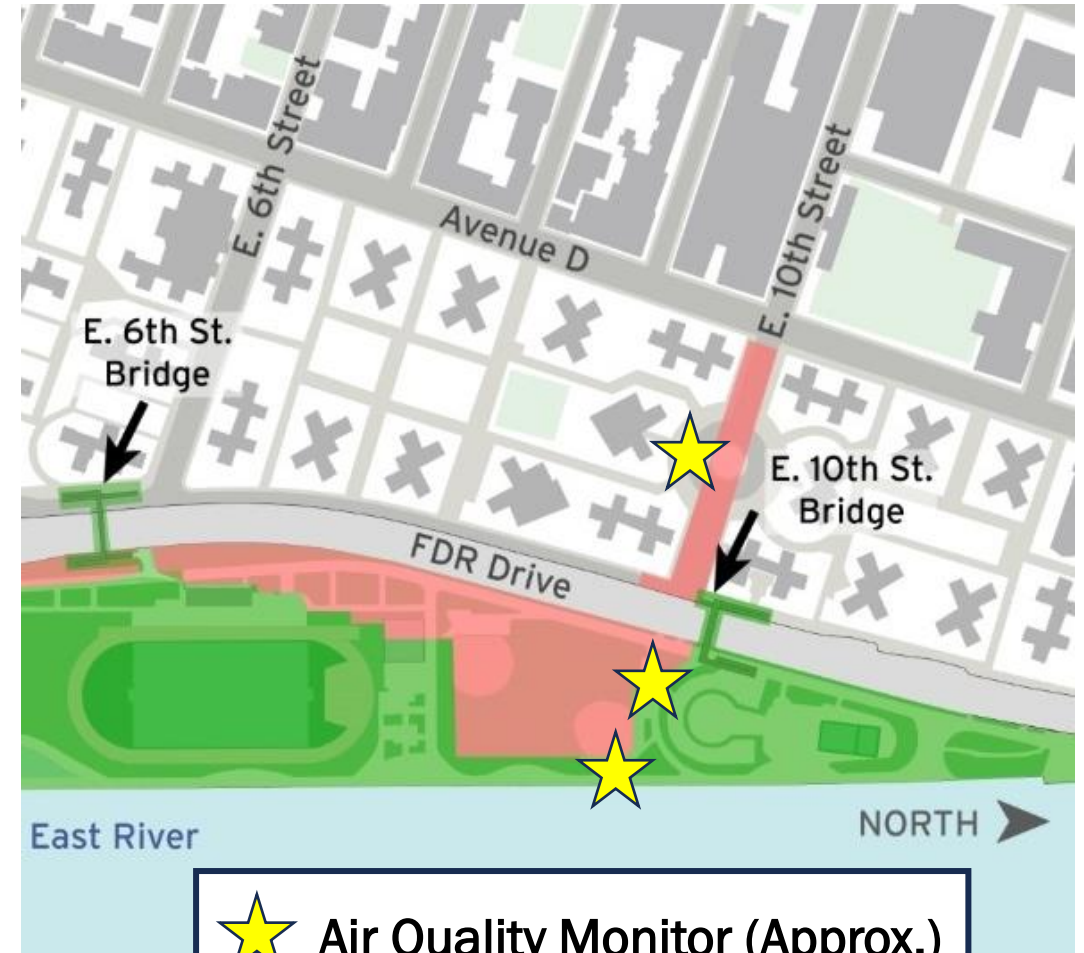 E. 6th Street
Avenue D
E. 10th Street
E. 6th St.
Bridge
E. 10th St.
Bridge
FDR Drive
East River
NORTH
Air Quality Monitor (Approx.)